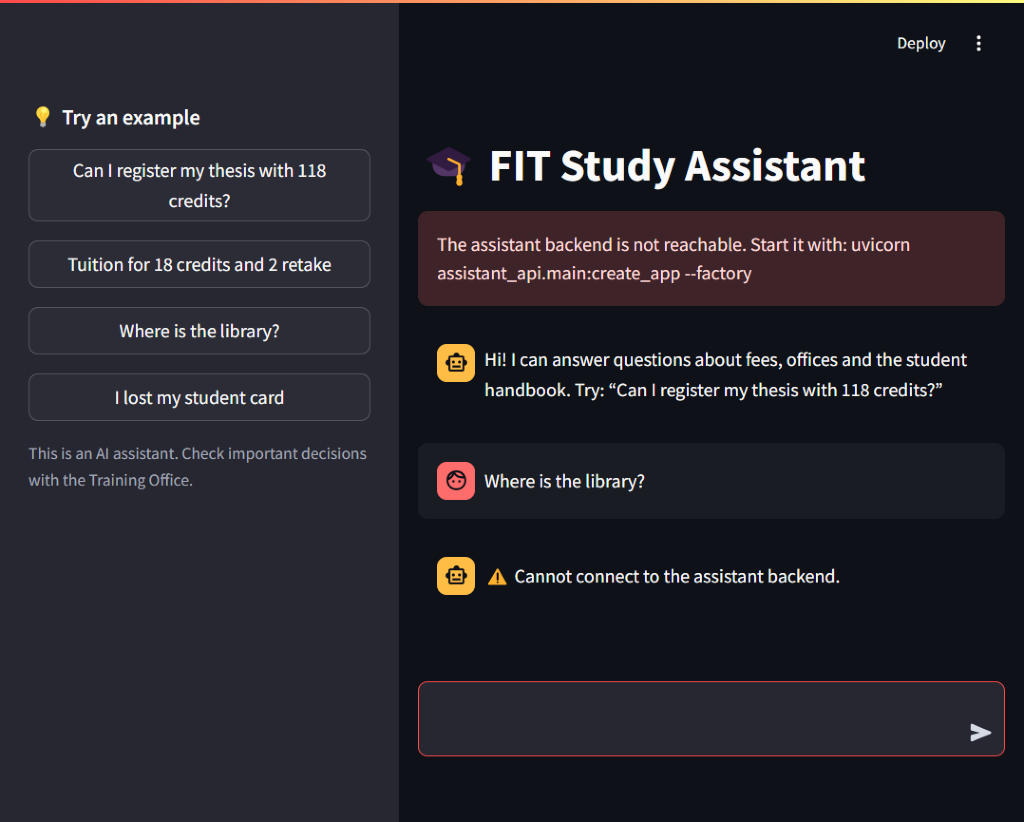 Deploy
Try an example
Can I register my thesis with 118
credits?
Tuition for 18 credits and 2 retake
Where is the library?
I lost my student card
This is an AI assistant. Check important decisions
with the Training Office.
FIT Study Assistant
The assistant backend is not reachable. Start it with: uvicorn
assistant_api.main:create_app --factory
Hi! I can answer questions about fees, offices and the student
handbook. Try: “Can I register my thesis with 118 credits?”
Where is the library?
Cannot connect to the assistant backend.